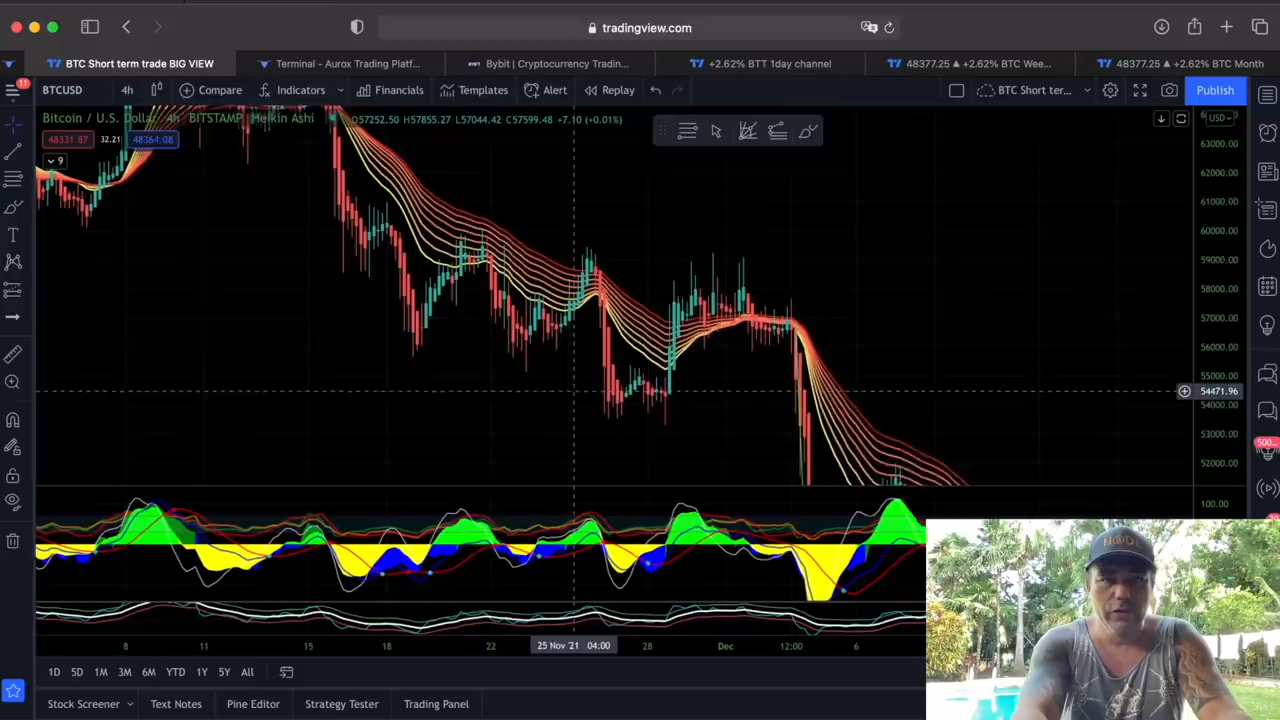 tradingview.com
BTC Short term trade BIG VIEW
Terminal - Aurox Trading Platf...
Bybit | Cryptocurrency Tradin...
+2.62% BTT 1day channel
48377.25 ▲ +2.62% BTC Wee...
48377.25 ▲ +2.62% BTC Month
11
BTCUSD
4h
Compare
Indicators
Financials
Templates
Alert
Replay
BTC Short ter...
Publish
Bitcoin / U.S. Dollar 4h BITSTAMP Heikin Ashi
O57252.50 H57855.27 L57044.42 C57599.48 +7.10 (+0.01%)
USD
48331.87 32.21 48364.08
9
63000.00
62000.00
61000.00
60000.00
59000.00
58000.00
57000.00
56000.00
55000.00
54471.96
54000.00
53000.00
52000.00
500...
100.00
8
11
15
18
22
25 Nov '21 04:00
28
Dec
12:00
6
1D 5D 1M 3M 6M YTD 1Y 5Y All
Stock Screener
Text Notes
Pine Editor
Strategy Tester
Trading Panel